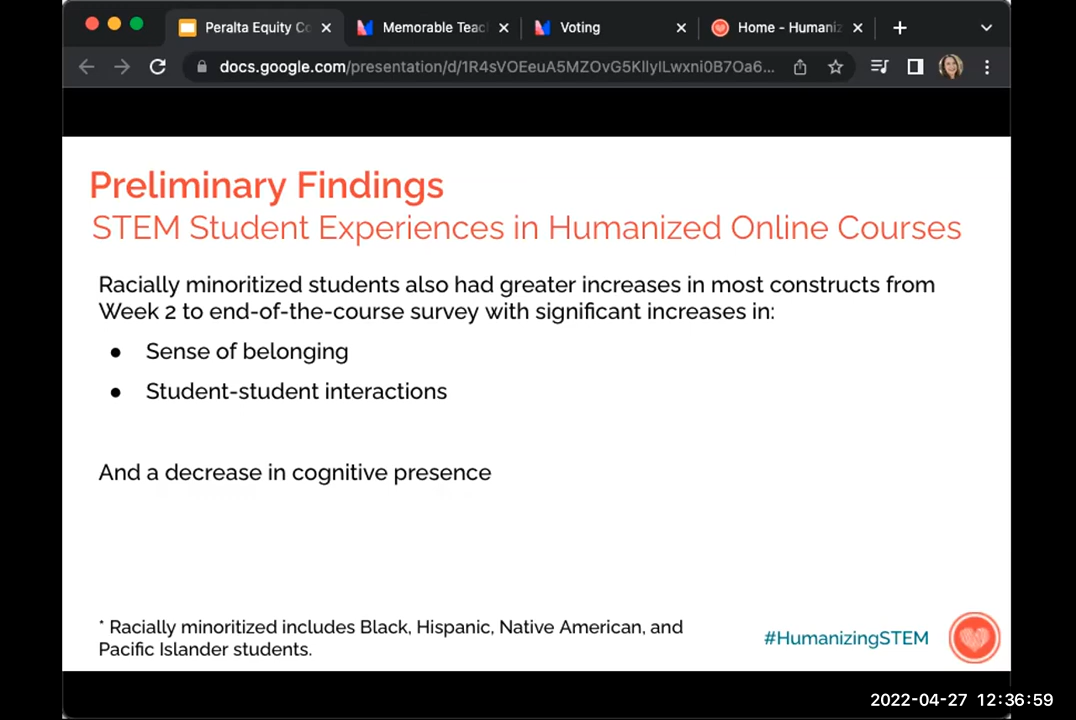 Peralta Equity Co
Memorable Teac
Voting
Home - Humaniz
docs.google.com/presentation/d/1R4sVOEeuA5MZOvG5KIlyILwxni0B7Oa6...
Preliminary Findings
STEM Student Experiences in Humanized Online Courses
Racially minoritized students also had greater increases in most constructs from
Week 2 to end-of-the-course survey with significant increases in:
● Sense of belonging
● Student-student interactions
And a decrease in cognitive presence
* Racially minoritized includes Black, Hispanic, Native American, and
Pacific Islander students.
#HumanizingSTEM
2022-04-27 12:36:59